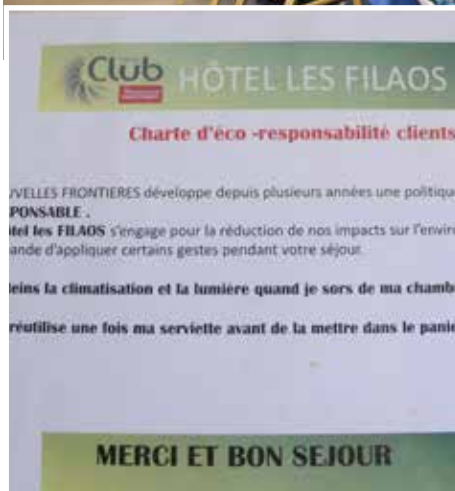 Club
HÔTEL LES FILAOS
Charte d'éco -responsabilité clients
UVELLES FRONTIERES développe depuis plusieurs années une politique
PONSABLE .
tel les FILAOS s'engage pour la réduction de nos impacts sur l'enviro
ande d'appliquer certains gestes pendant votre séjour.
teins la climatisation et la lumière quand je sors de ma chamb
réutilise une fois ma serviette avant de la mettre dans le panie
MERCI ET BON SEJOUR